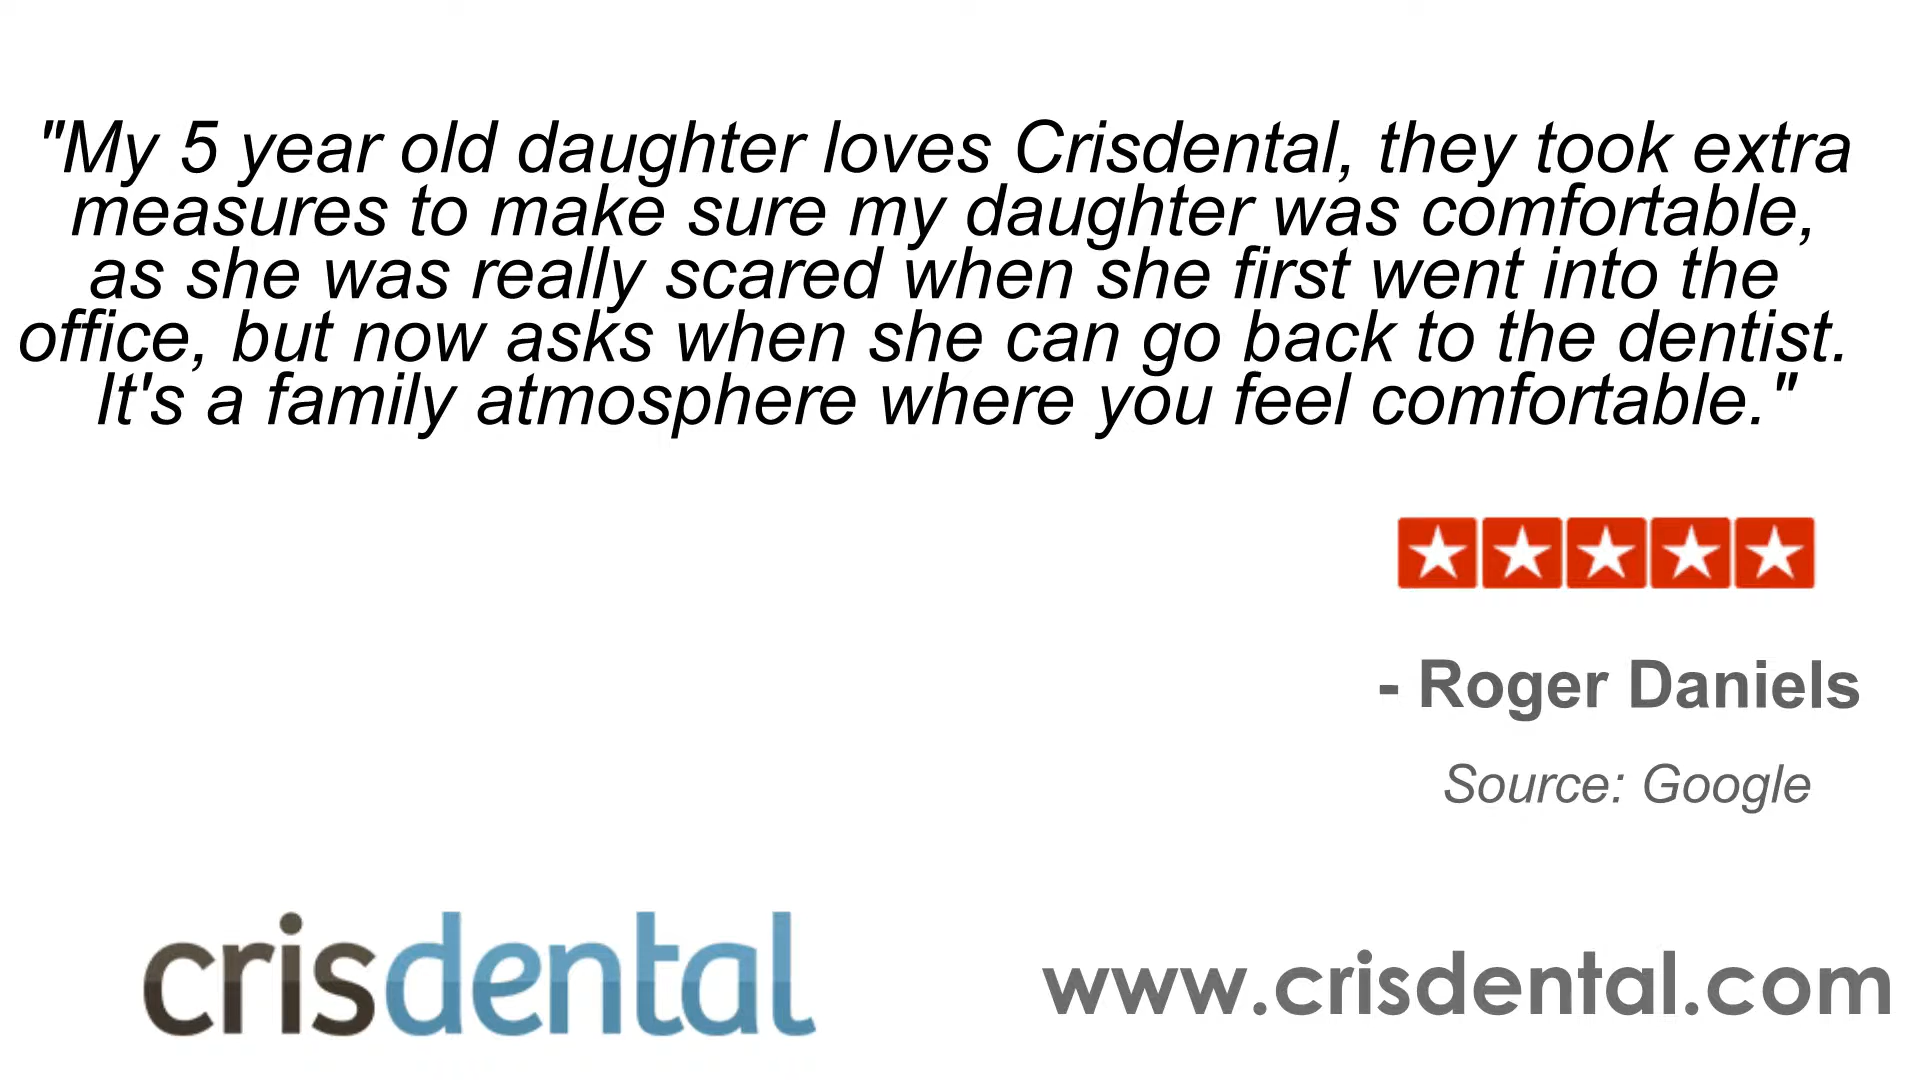 "My 5 year old daughter loves Crisdental, they took extra
measures to make sure my daughter was comfortable,
as she was really scared when she first went into the
office, but now asks when she can go back to the dentist.
It's a family atmosphere where you feel comfortable."
- Roger Daniels
Source: Google
crisdental
www.crisdental.com